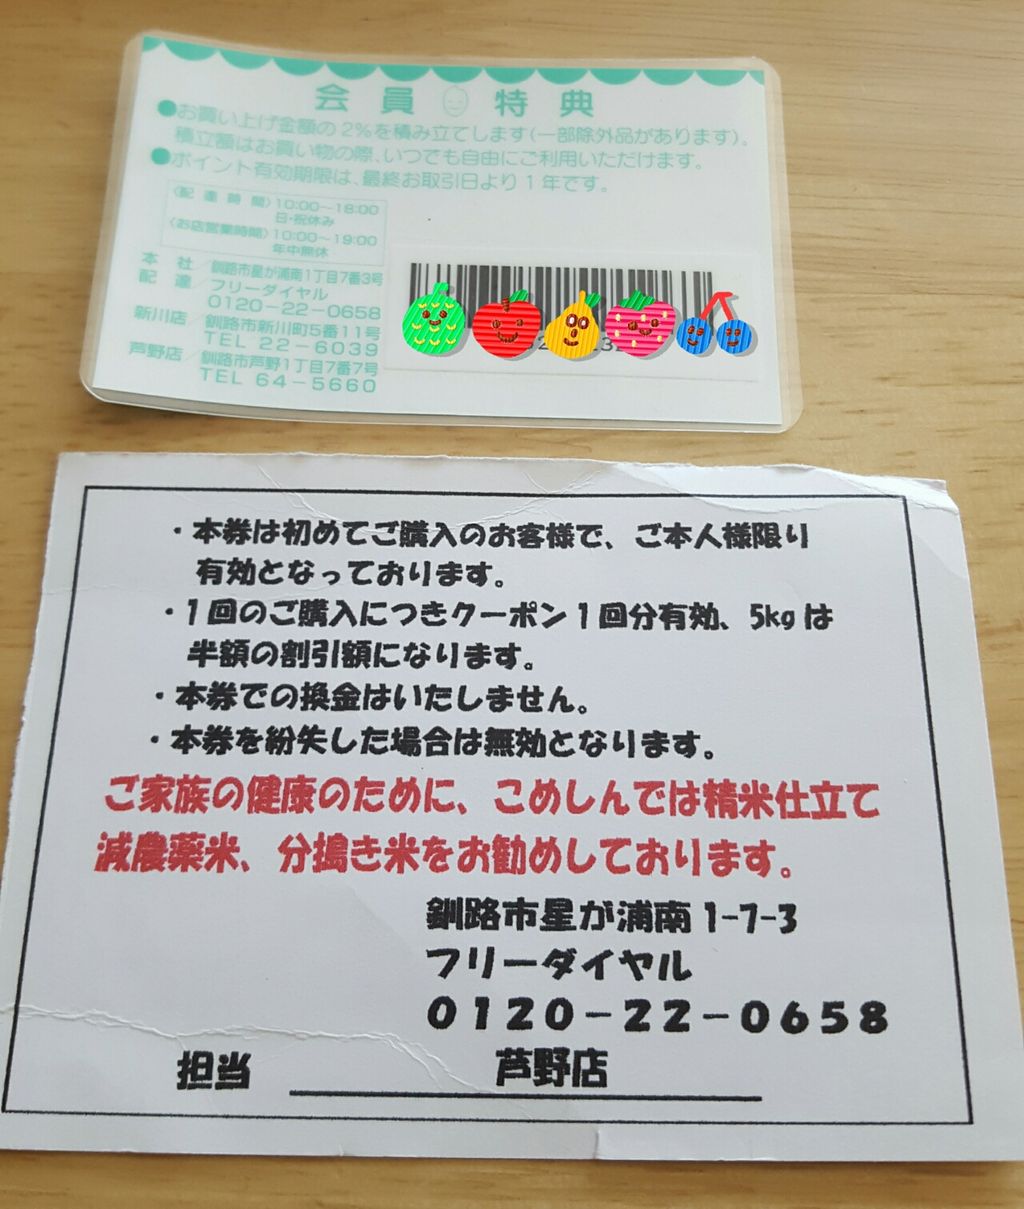 会員特典
●お買い上げ金額の2%を積み立てします(一部除外品があります)。
積立額はお買い物の際、いつでも自由にご利用いただけます。
●ポイント有効期限は、最終お取引日より1年です。
〈配達時間〉10:00～18:00
日・祝休み
〈お店営業時間〉10:00～19:00
年中無休
本社／釧路市星が浦南1丁目7番3号
配達／フリーダイヤル
0120-22-0658
新川店／釧路市新川町5番11号
TEL 22-6039
芦野店／釧路市芦野1丁目7番7号
TEL 64-5660
・本券は初めてご購入のお客様で、ご本人様限り
有効となっております。
・1回のご購入につきクーポン1回分有効、5kgは
半額の割引額になります。
・本券での換金はいたしません。
・本券を紛失した場合は無効となります。
ご家族の健康のために、こめしんでは精米仕立て
減農薬米、分搗き米をお勧めしております。
釧路市星が浦南1-7-3
フリーダイヤル
0120-22-0658
担当 芦野店